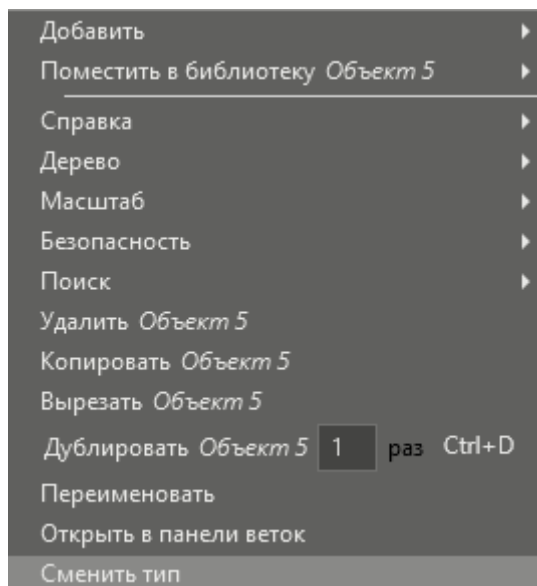 Добавить
Поместить в библиотеку Объект 5
Справка
Дерево
Масштаб
Безопасность
Поиск
Удалить Объект 5
Копировать Объект 5
Вырезать Объект 5
Дублировать Объект 5 1 раз Ctrl+D
Переименовать
Открыть в панели веток
Сменить тип